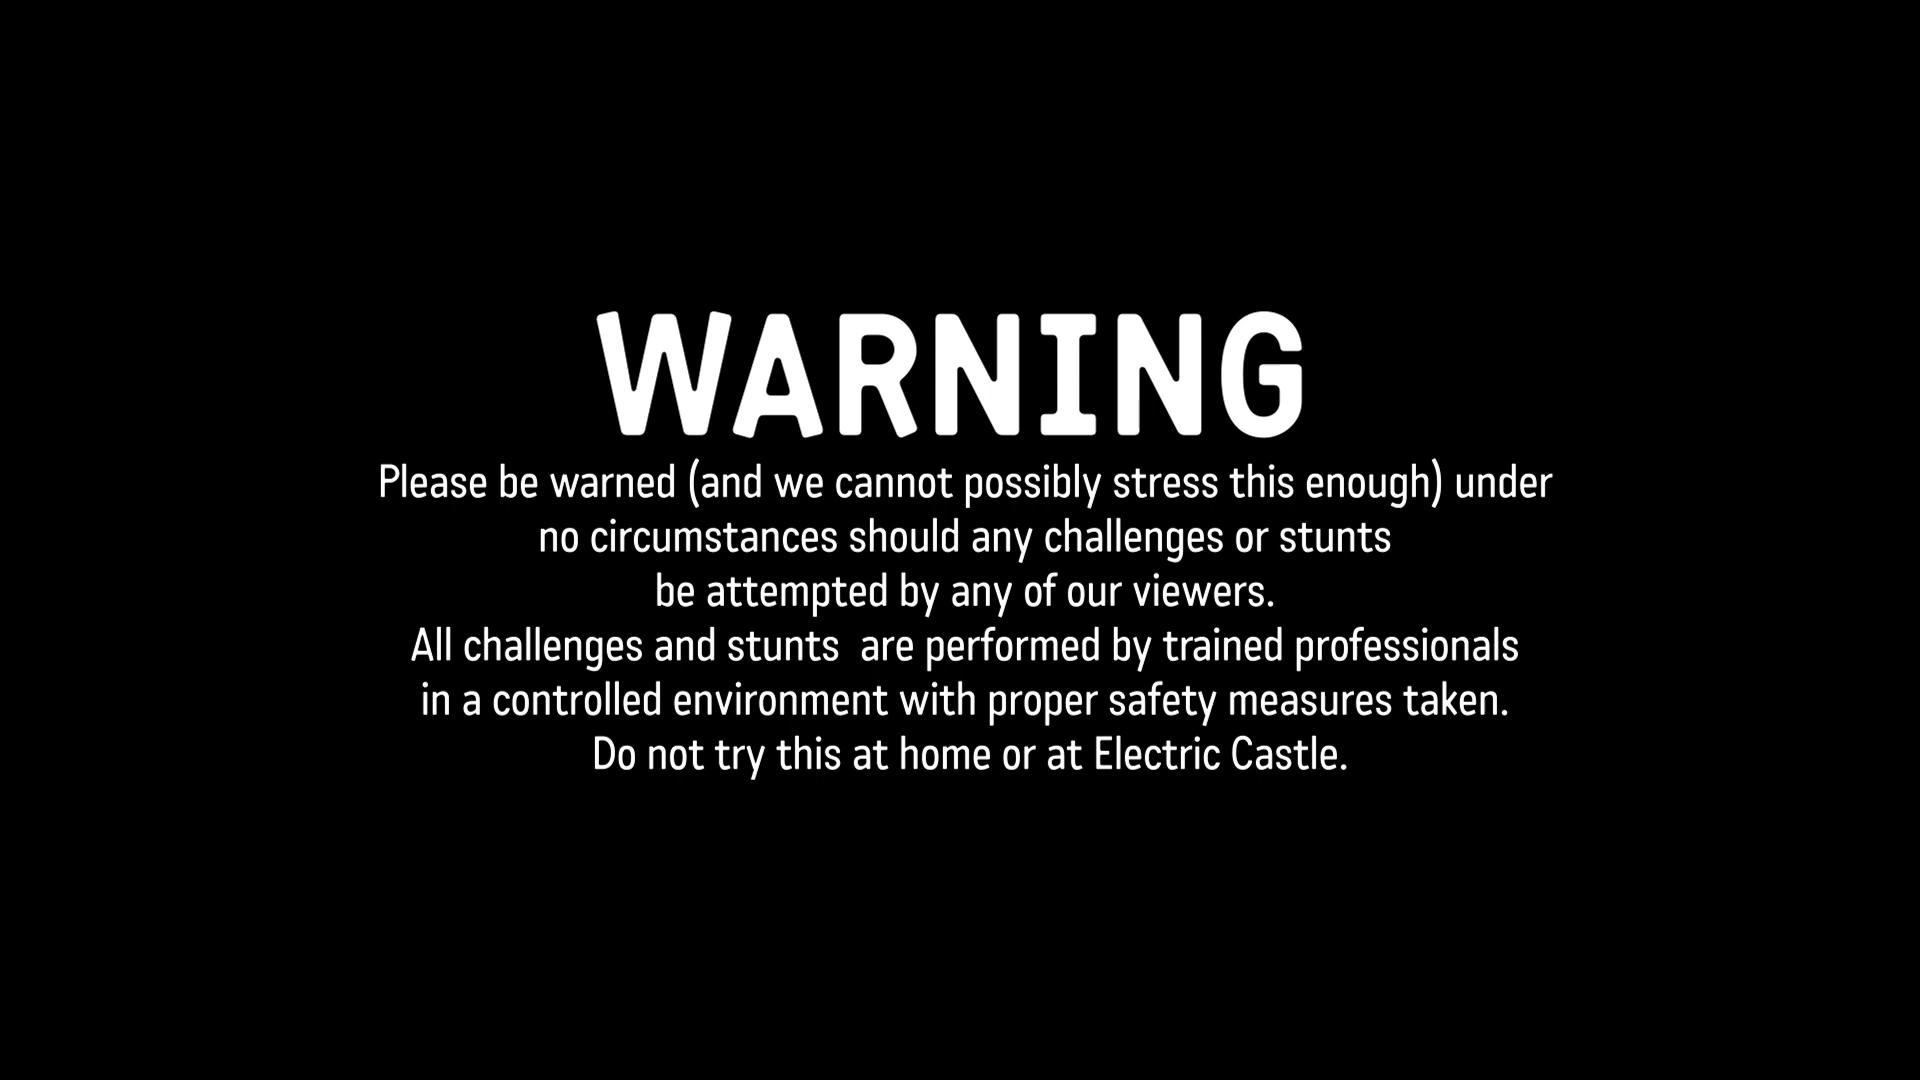 WARNING
Please be warned (and we cannot possibly stress this enough) under
no circumstances should any challenges or stunts
be attempted by any of our viewers.
All challenges and stunts  are performed by trained professionals
in a controlled environment with proper safety measures taken.
Do not try this at home or at Electric Castle.